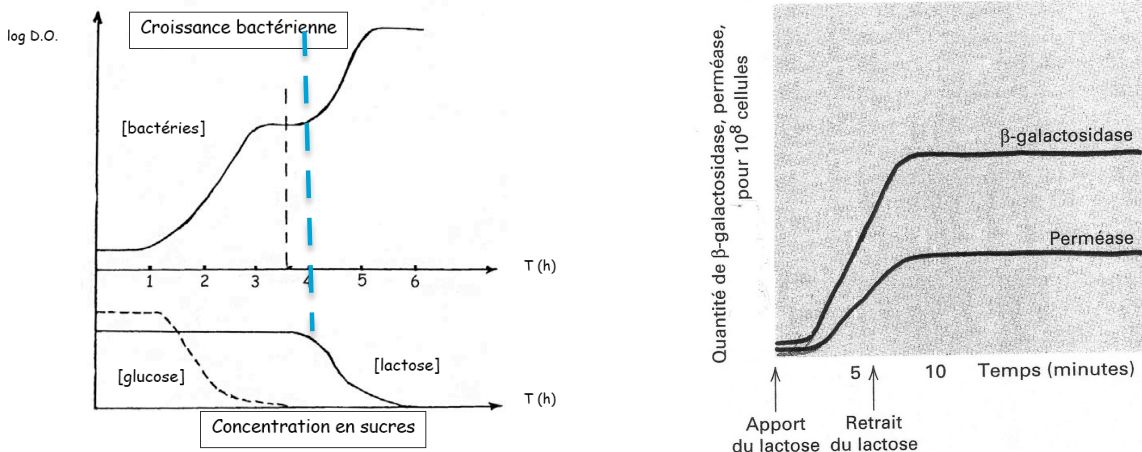 Croissance bactérienne
log D.O.
[bactéries]
T (h)
1 2 3 4 5 6
[glucose]
[lactose]
T (h)
Concentration en sucres
Quantité de β-galactosidase, perméase,
pour 10⁸ cellules
β-galactosidase
Perméase
5 10 Temps (minutes)
Apport
du lactose
Retrait
du lactose